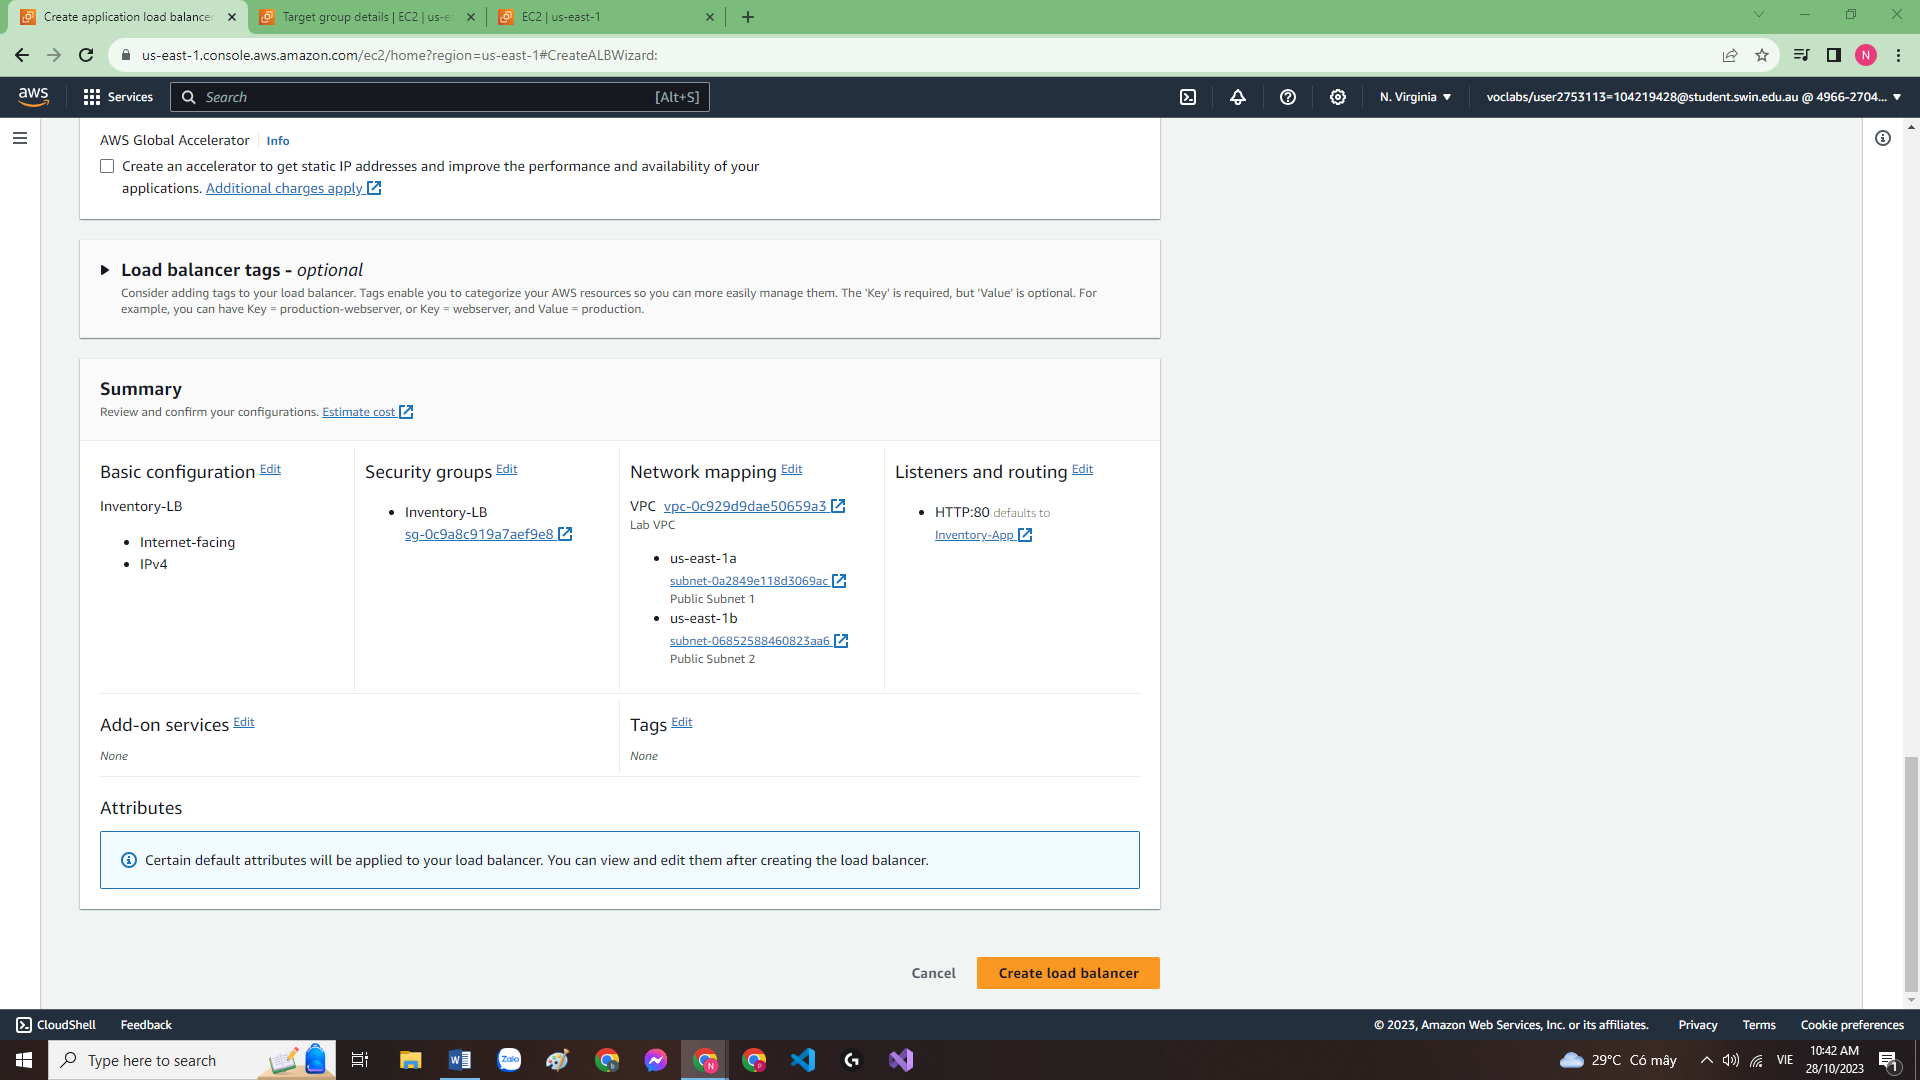 Create application load balancer
Target group details | EC2 | us-ea
EC2 | us-east-1
us-east-1.console.aws.amazon.com/ec2/home?region=us-east-1#CreateALBWizard:
N
aws
Services
Search
[Alt+S]
N. Virginia
voclabs/user2753113=104219428@student.swin.edu.au @ 4966-2704...
AWS Global Accelerator Info
Create an accelerator to get static IP addresses and improve the performance and availability of your
applications. Additional charges apply
Load balancer tags - optional
Consider adding tags to your load balancer. Tags enable you to categorize your AWS resources so you can more easily manage them. The 'Key' is required, but 'Value' is optional. For
example, you can have Key = production-webserver, or Key = webserver, and Value = production.
Summary
Review and confirm your configurations. Estimate cost
Basic configuration Edit
Inventory-LB
• Internet-facing
• IPv4
Security groups Edit
• Inventory-LB
sg-0c9a8c919a7aef9e8
Network mapping Edit
VPC vpc-0c929d9dae50659a3
Lab VPC
• us-east-1a
subnet-0a2849e118d3069ac
Public Subnet 1
• us-east-1b
subnet-06852588460823aa6
Public Subnet 2
Listeners and routing Edit
• HTTP:80 defaults to
Inventory-App
Add-on services Edit
None
Tags Edit
None
Attributes
Certain default attributes will be applied to your load balancer. You can view and edit them after creating the load balancer.
Cancel
Create load balancer
CloudShell
Feedback
© 2023, Amazon Web Services, Inc. or its affiliates.
Privacy
Terms
Cookie preferences
Type here to search
Zalo
29°C Có mây
VIE
10:42 AM
28/10/2023
1